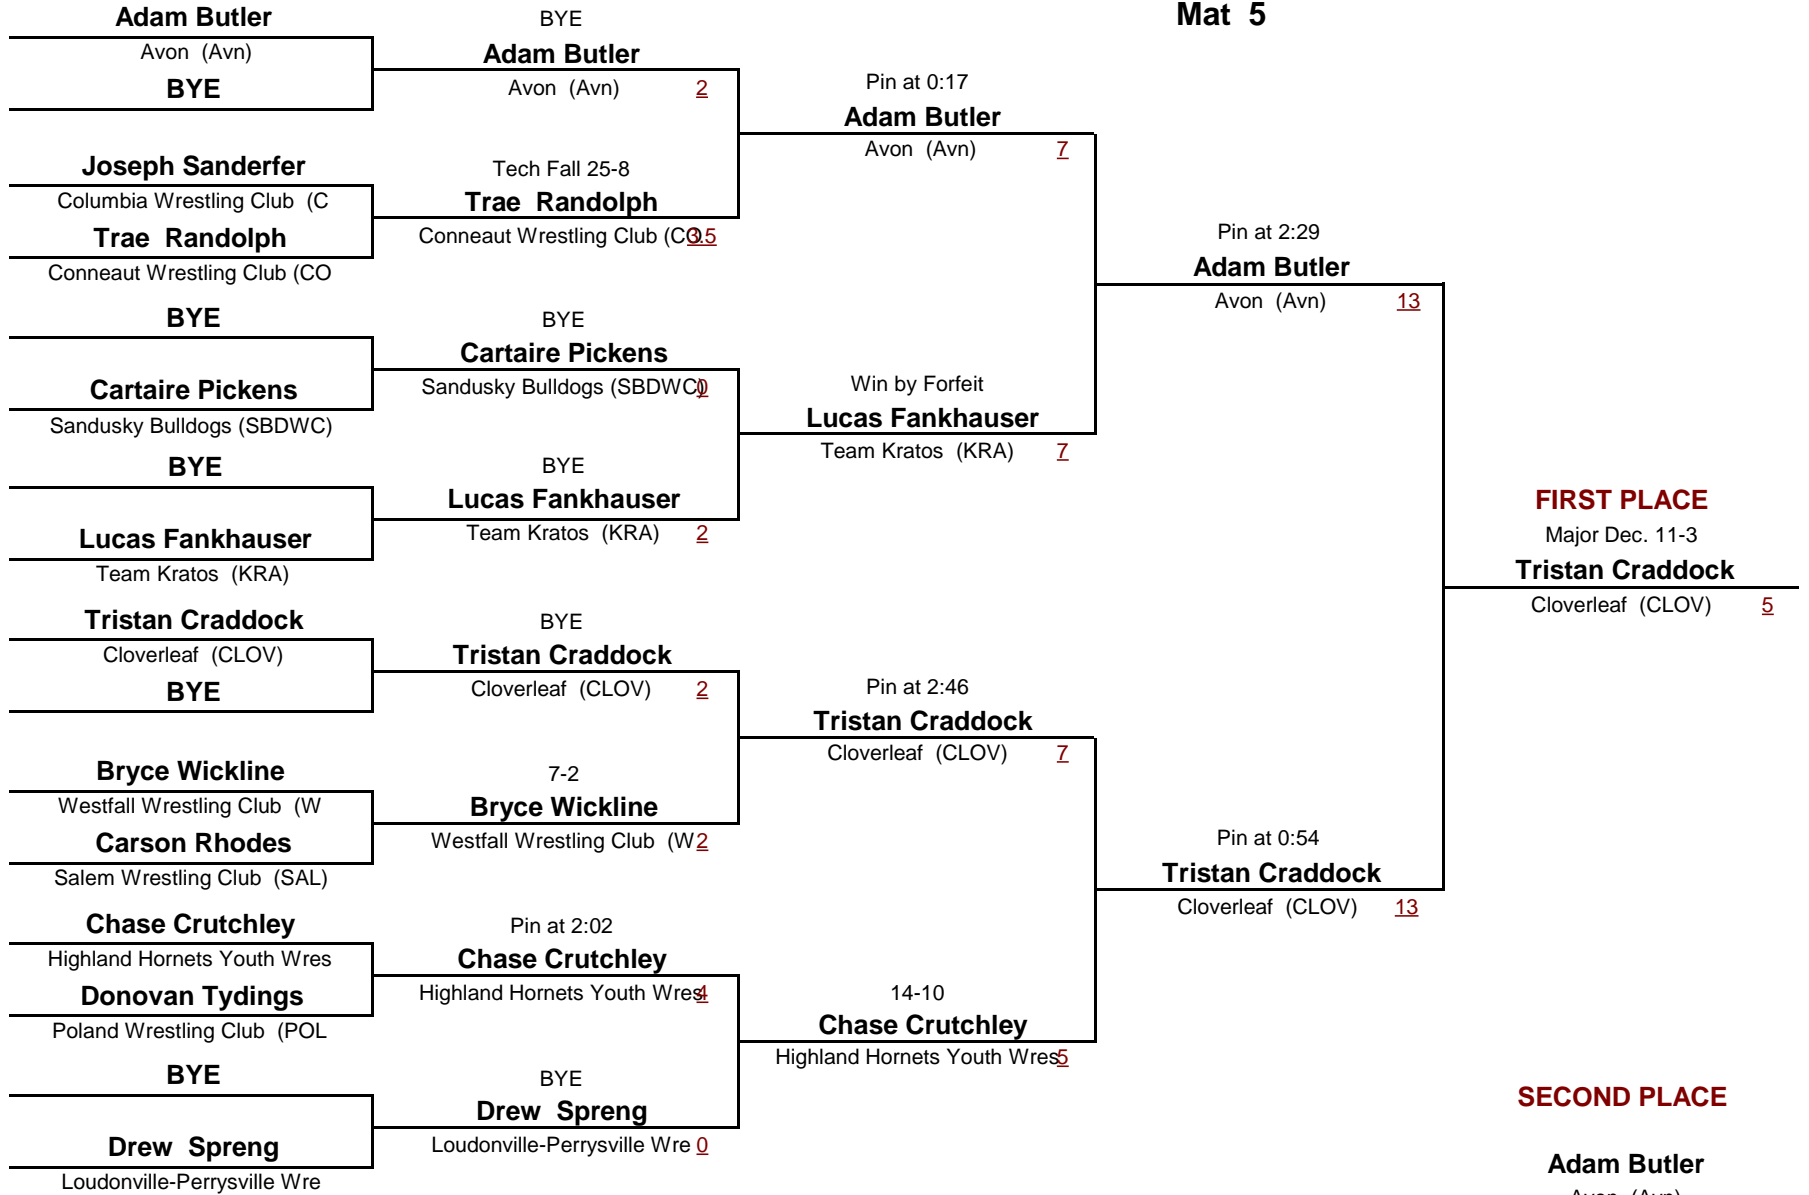 Mat 5
Adam Butler
Avon (Avn)
BYE
Joseph Sanderfer
Columbia Wrestling Club (C
Trae Randolph
Conneaut Wrestling Club (CO
BYE
Cartaire Pickens
Sandusky Bulldogs (SBDWC)
BYE
Lucas Fankhauser
Team Kratos (KRA)
Tristan Craddock
Cloverleaf (CLOV)
BYE
Bryce Wickline
Westfall Wrestling Club (W
Carson Rhodes
Salem Wrestling Club (SAL)
Chase Crutchley
Highland Hornets Youth Wres
Donovan Tydings
Poland Wrestling Club (POL
BYE
Drew Spreng
Loudonville-Perrysville Wre
BYE
Adam Butler
Avon (Avn) 2
Tech Fall 25-8
Trae Randolph
Conneaut Wrestling Club (CO 3.5
BYE
Cartaire Pickens
Sandusky Bulldogs (SBDWC) 0
BYE
Lucas Fankhauser
Team Kratos (KRA) 2
BYE
Tristan Craddock
Cloverleaf (CLOV) 2
7-2
Bryce Wickline
Westfall Wrestling Club (W 2
Pin at 2:02
Chase Crutchley
Highland Hornets Youth Wres 4
BYE
Drew Spreng
Loudonville-Perrysville Wre 0
Pin at 0:17
Adam Butler
Avon (Avn) 7
Win by Forfeit
Lucas Fankhauser
Team Kratos (KRA) 7
Pin at 2:46
Tristan Craddock
Cloverleaf (CLOV) 7
14-10
Chase Crutchley
Highland Hornets Youth Wres 5
Pin at 2:29
Adam Butler
Avon (Avn) 13
Pin at 0:54
Tristan Craddock
Cloverleaf (CLOV) 13
FIRST PLACE
Major Dec. 11-3
Tristan Craddock
Cloverleaf (CLOV) 5
SECOND PLACE
Adam Butler
Avon (Avn)